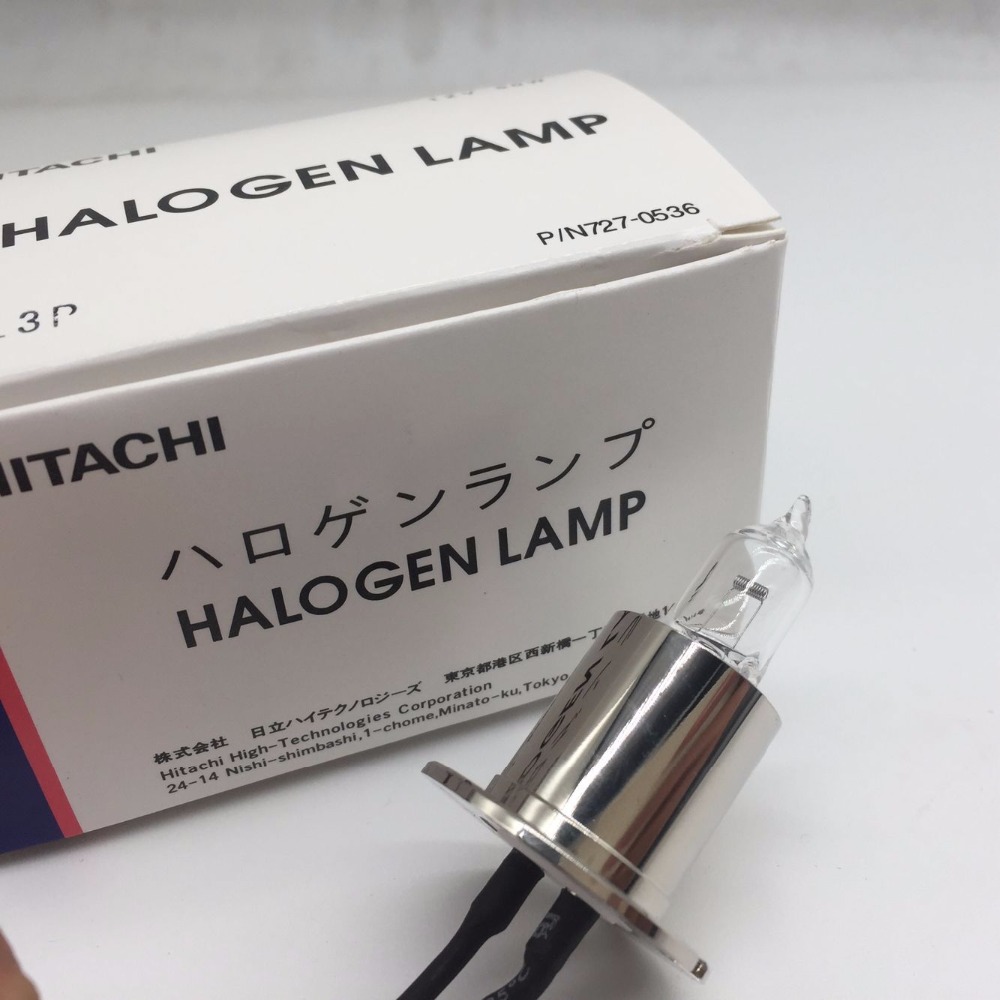 HITACHI
HALOGEN LAMP
P/N727-0536
3P
HITACHI
ハロゲンランプ
HALOGEN LAMP
株式会社 日立ハイテクノロジーズ 東京都港区西新橋一丁
Hitachi High-Technologies Corporation
24-14 Nishi-shimbashi,1-chome,Minato-ku,Tokyo